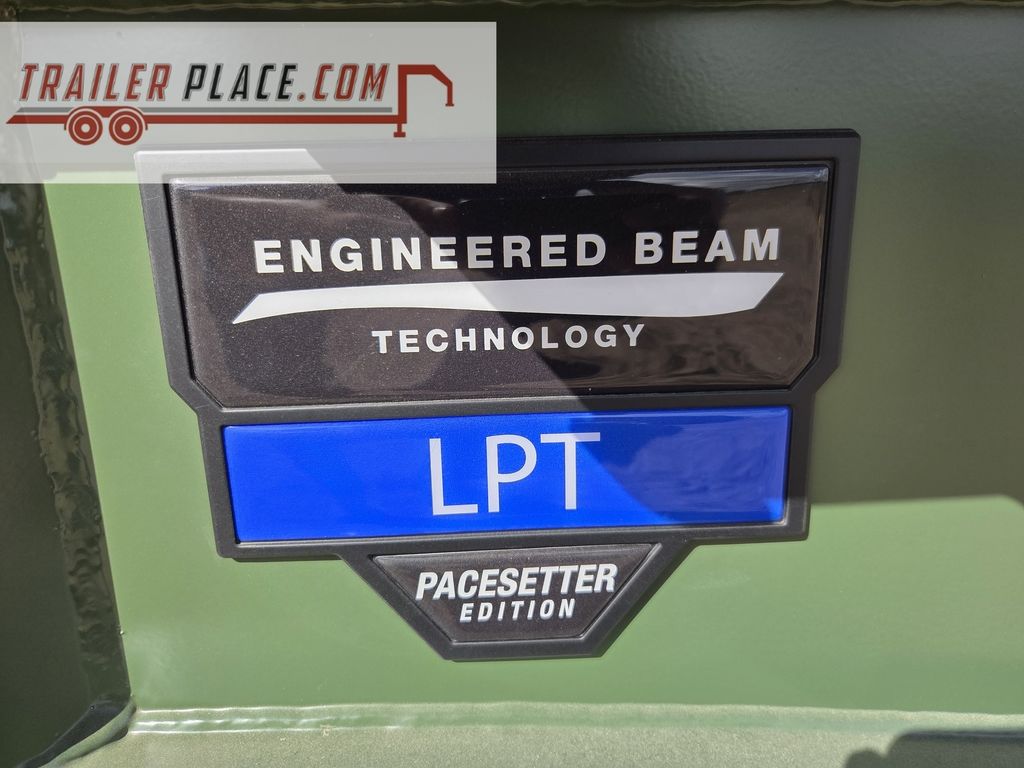 TRAILER PLACE.COM
ENGINEERED BEAM
TECHNOLOGY
LPT
PACESETTER
EDITION